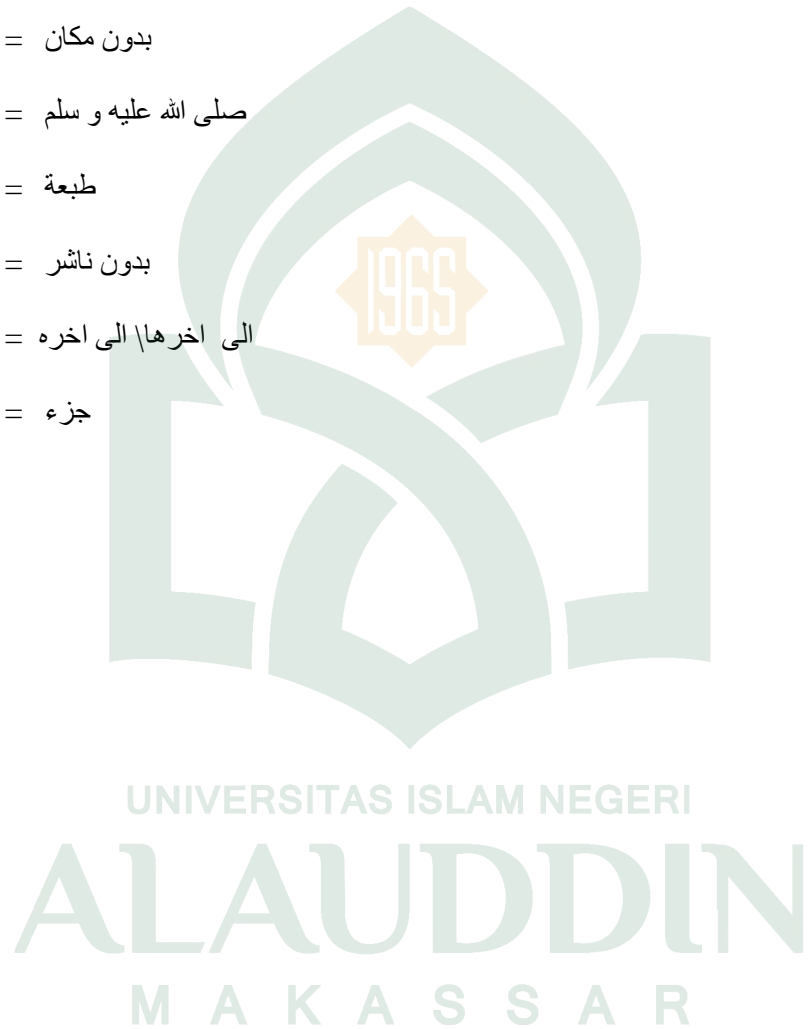 = بدون مكان
= صلى الله عليه و سلم
= طبعة
= بدون ناشر
= الى اخرها\ الى اخره
= جزء
1965
UNIVERSITAS ISLAM NEGERI
ALAUDDIN
MAKASSAR